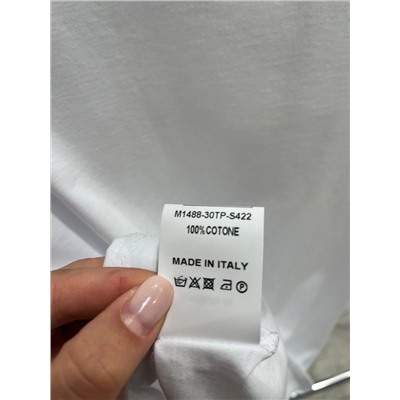 M1488-30TP-S422
100% COTONE
MADE IN ITALY